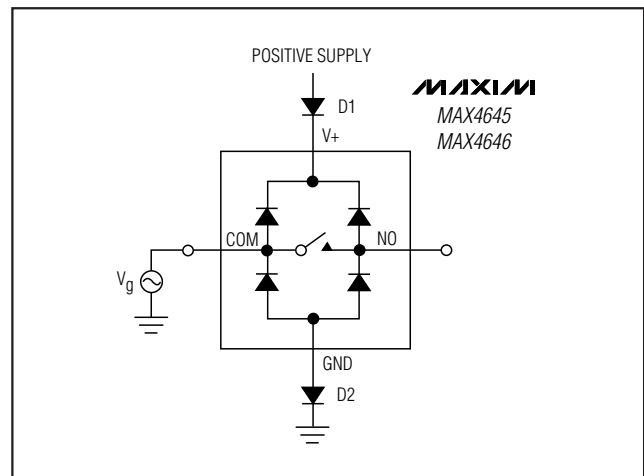 POSITIVE SUPPLY
D1
MAXIM
MAX4645
MAX4646
V+
COM
NO
Vg
GND
D2